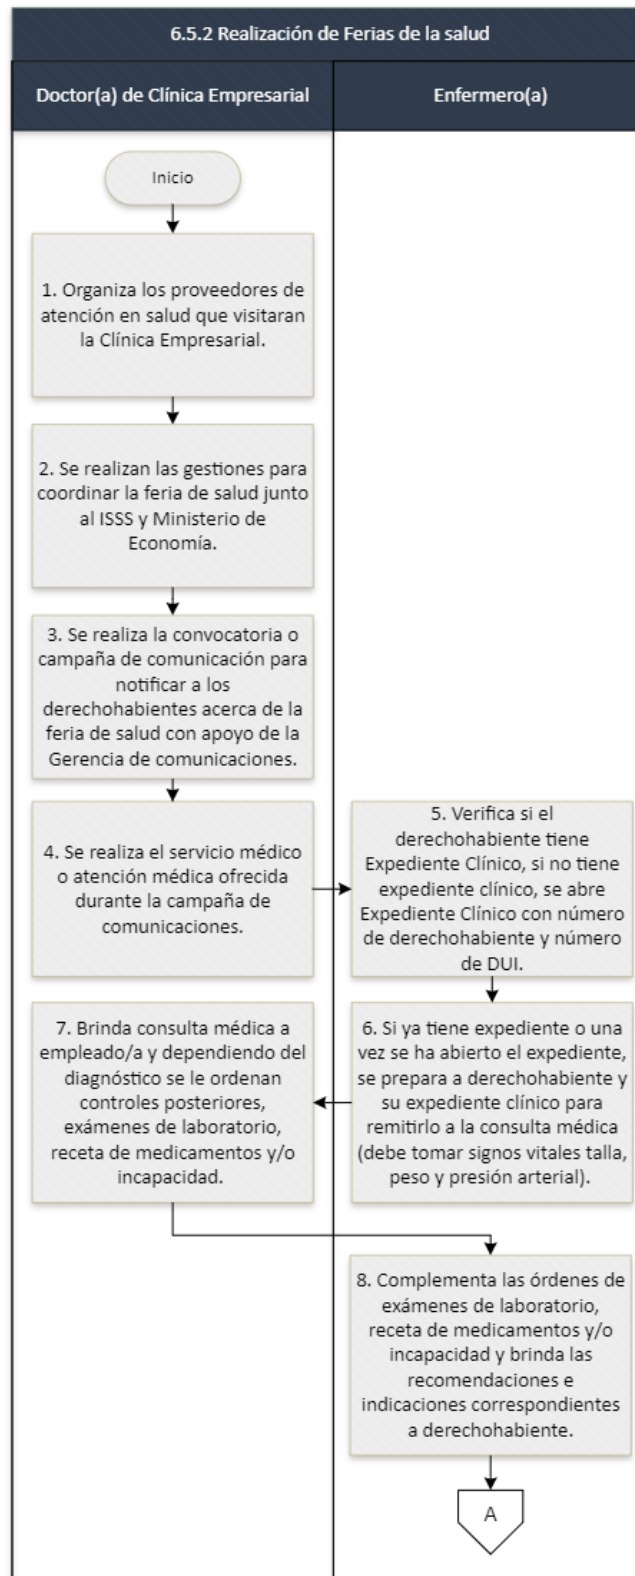 6.5.2 Realización de Ferias de la salud
Doctor(a) de Clínica Empresarial
Enfermero(a)
Inicio
1. Organiza los proveedores de
atención en salud que visitaran
la Clínica Empresarial.
2. Se realizan las gestiones para
coordinar la feria de salud junto
al ISSS y Ministerio de
Economía.
3. Se realiza la convocatoria o
campaña de comunicación para
notificar a los
derechohabientes acerca de la
feria de salud con apoyo de la
Gerencia de comunicaciones.
4. Se realiza el servicio médico
o atención médica ofrecida
durante la campaña de
comunicaciones.
5. Verifica si el
derechohabiente tiene
Expediente Clínico, si no tiene
expediente clínico, se abre
Expediente Clínico con número
de derechohabiente y número
de DUI.
6. Si ya tiene expediente o una
vez se ha abierto el expediente,
se prepara a derechohabiente y
su expediente clínico para
remitirlo a la consulta médica
(debe tomar signos vitales talla,
peso y presión arterial).
7. Brinda consulta médica a
empleado/a y dependiendo del
diagnóstico se le ordenan
controles posteriores,
exámenes de laboratorio,
receta de medicamentos y/o
incapacidad.
8. Complementa las órdenes de
exámenes de laboratorio,
receta de medicamentos y/o
incapacidad y brinda las
recomendaciones e
indicaciones correspondientes
a derechohabiente.
A